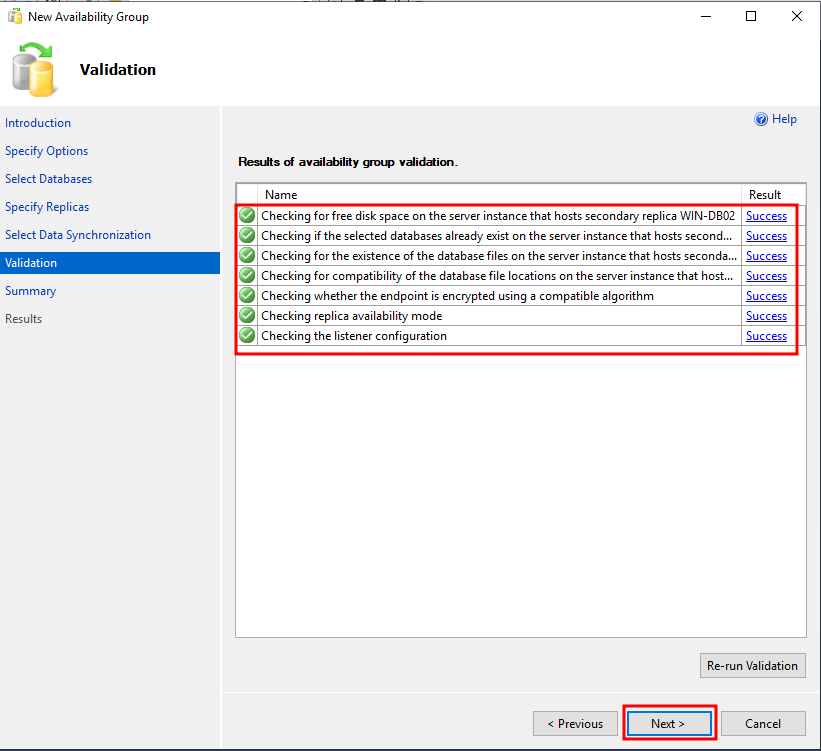 New Availability Group
Validation
Help
Introduction
Specify Options
Select Databases
Specify Replicas
Select Data Synchronization
Validation
Summary
Results
Results of availability group validation.
Name Result
Checking for free disk space on the server instance that hosts secondary replica WIN-DB02 Success
Checking if the selected databases already exist on the server instance that hosts second... Success
Checking for the existence of the database files on the server instance that hosts seconda... Success
Checking for compatibility of the database file locations on the server instance that host... Success
Checking whether the endpoint is encrypted using a compatible algorithm Success
Checking replica availability mode Success
Checking the listener configuration Success
Re-run Validation
< Previous Next > Cancel